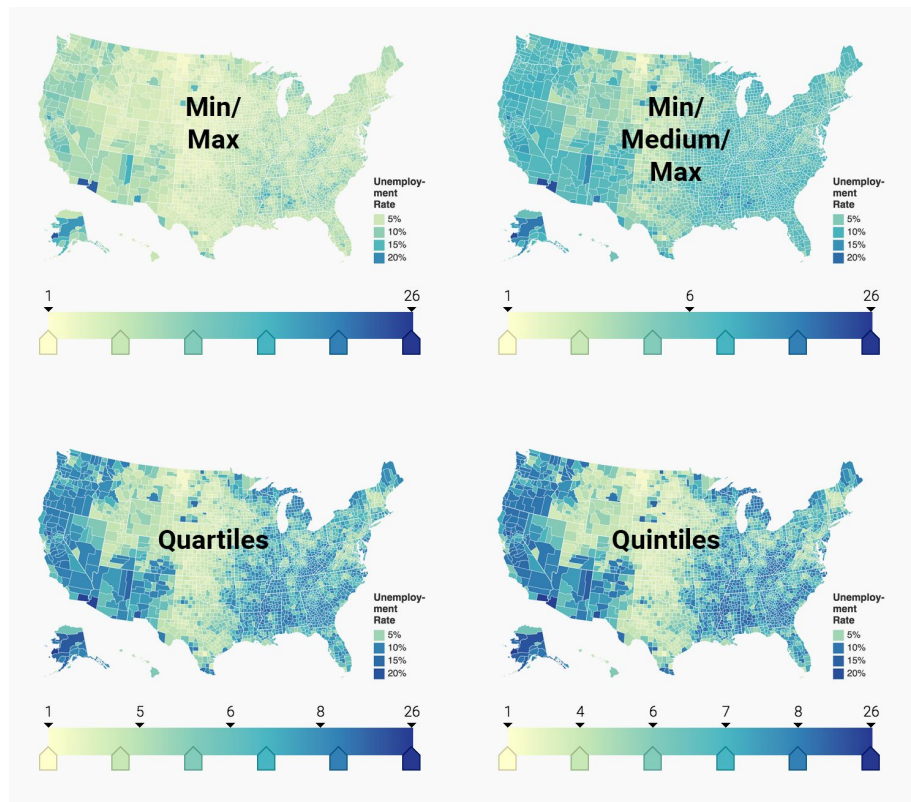 Min/
Max
Unemploy-
ment
Rate
5%
10%
15%
20%
1 26
Min/
Medium/
Max
Unemploy-
ment
Rate
5%
10%
15%
20%
1 6 26
Quartiles
Unemploy-
ment
Rate
5%
10%
15%
20%
1 5 6 8 26
Quintiles
Unemploy-
ment
Rate
5%
10%
15%
20%
1 4 6 7 8 26